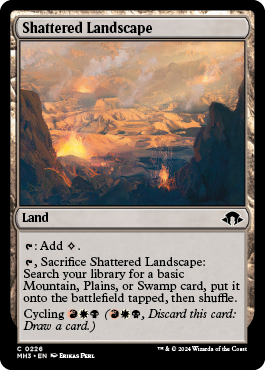 Shattered Landscape
Land
: Add .
, Sacrifice Shattered Landscape:
Search your library for a basic
Mountain, Plains, or Swamp card, put it
onto the battlefield tapped, then shuffle.
Cycling (, Discard this card:
Draw a card.)
C 0226
MH3 • EN Erikas Perl
™ & © 2024 Wizards of the Coast